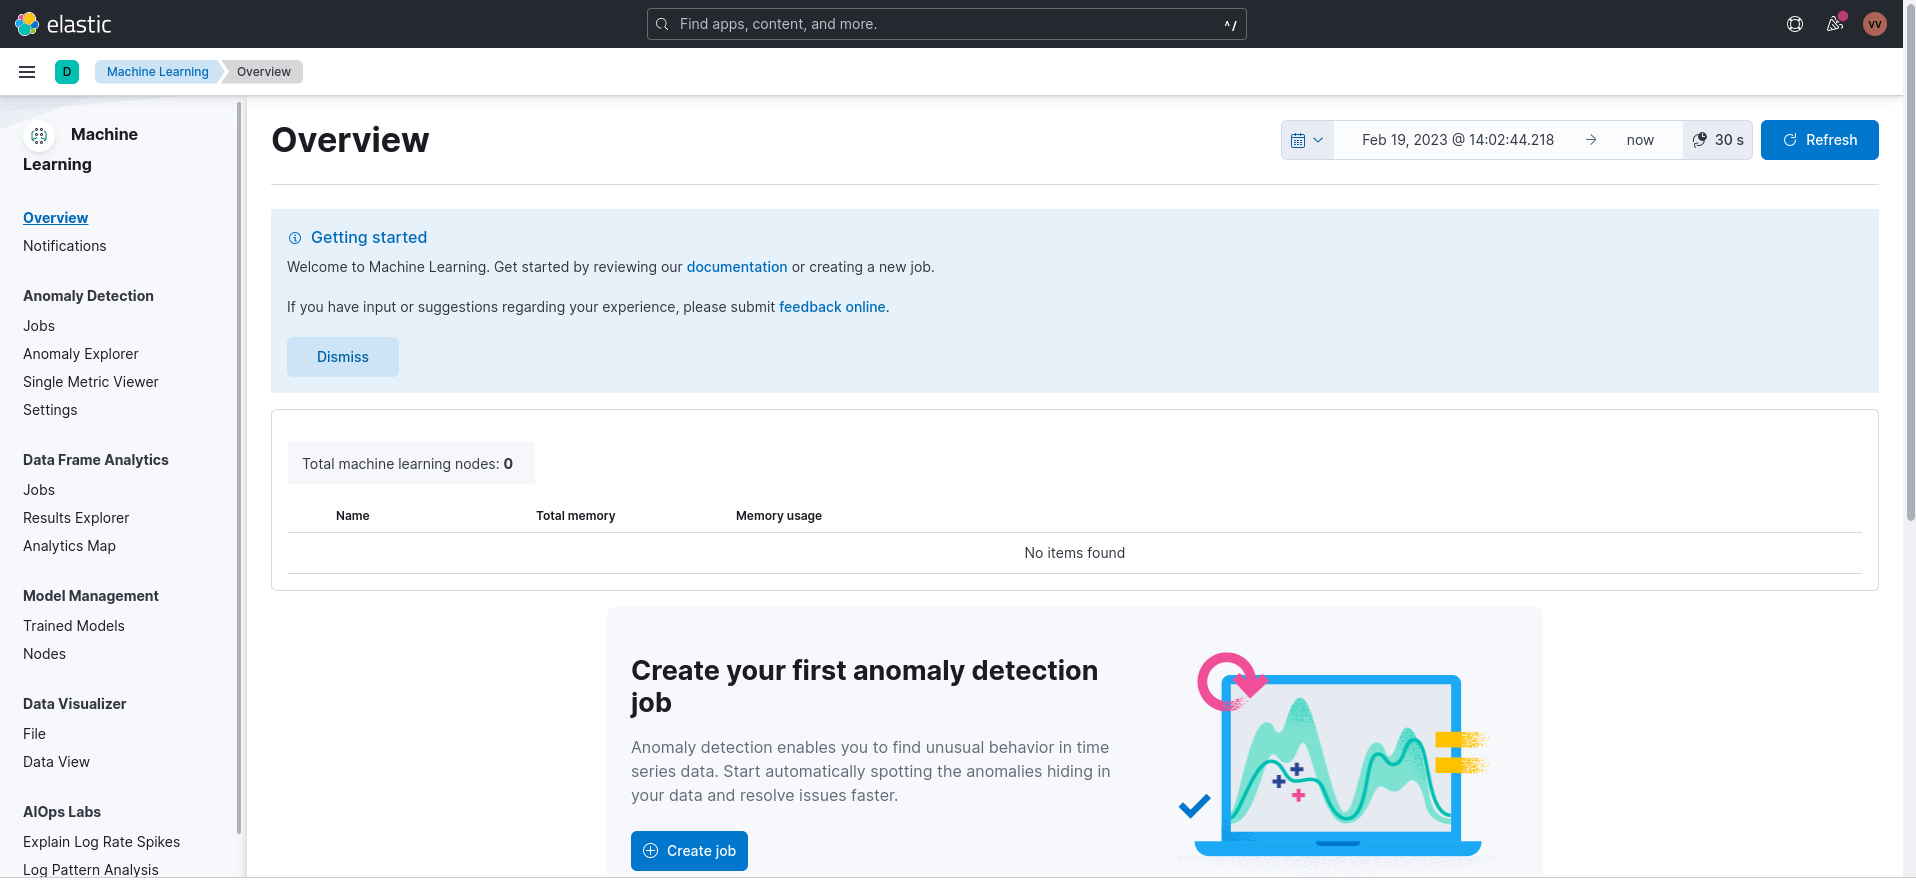 elastic
Find apps, content, and more.
^/
VV
D
Machine Learning
Overview
Machine
Learning
Overview
Notifications
Anomaly Detection
Jobs
Anomaly Explorer
Single Metric Viewer
Settings
Data Frame Analytics
Jobs
Results Explorer
Analytics Map
Model Management
Trained Models
Nodes
Data Visualizer
File
Data View
AIOps Labs
Explain Log Rate Spikes
Log Pattern Analysis
Overview
Feb 19, 2023 @ 14:02:44.218 → now
30 s
Refresh
Getting started
Welcome to Machine Learning. Get started by reviewing our documentation or creating a new job.
If you have input or suggestions regarding your experience, please submit feedback online.
Dismiss
Total machine learning nodes: 0
Name Total memory Memory usage
No items found
Create your first anomaly detection
job
Anomaly detection enables you to find unusual behavior in time
series data. Start automatically spotting the anomalies hiding in
your data and resolve issues faster.
Create job